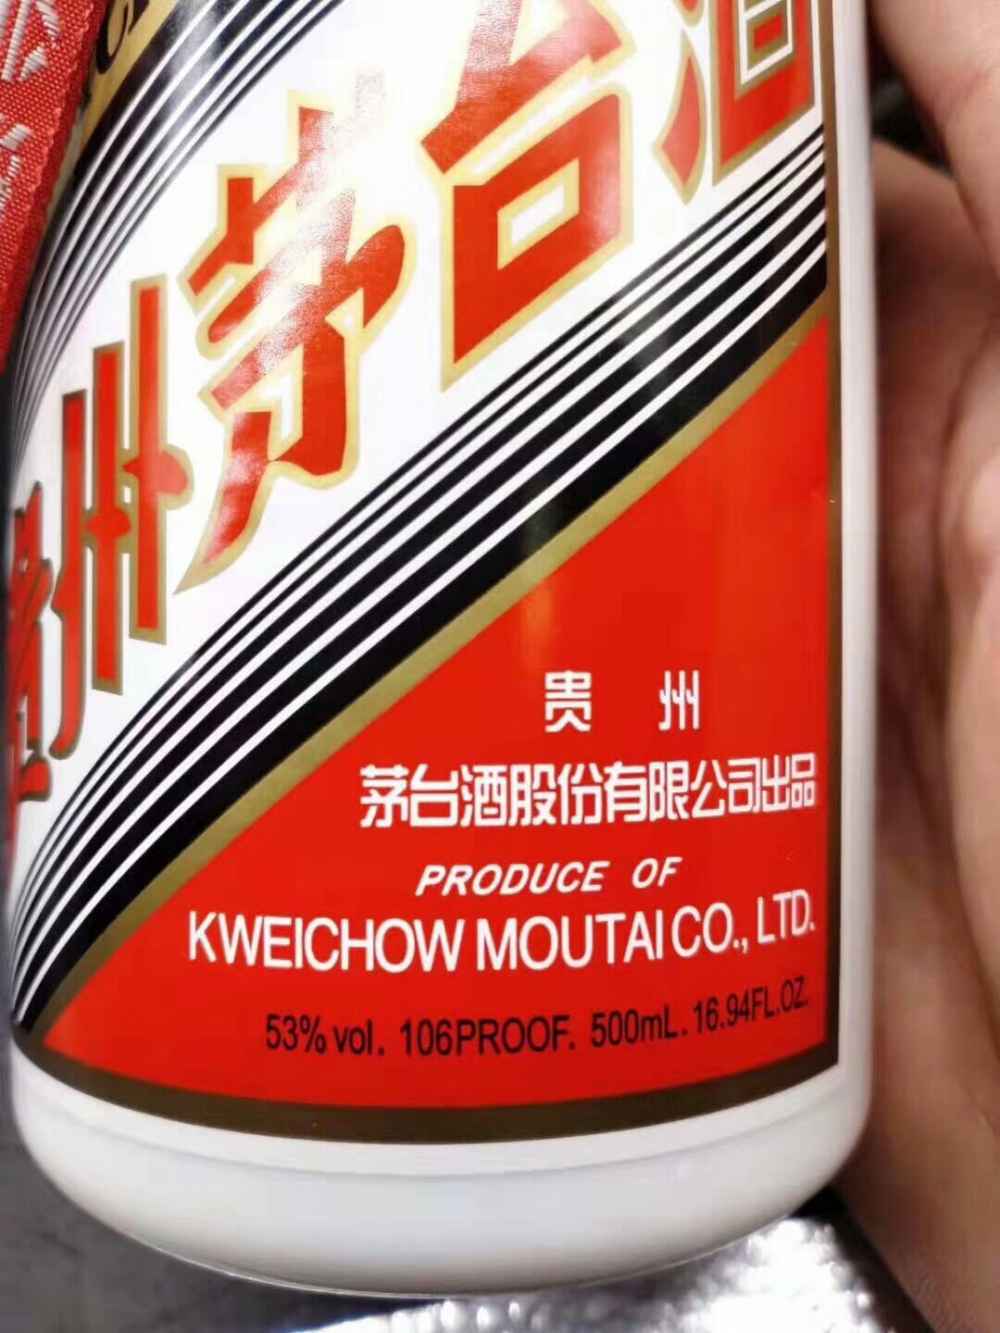 贵州茅台酒
贵 州
茅台酒股份有限公司出品
PRODUCE OF
KWEICHOW MOUTAI CO., LTD.
53% vol. 106PROOF. 500mL. 16.94FL.OZ.